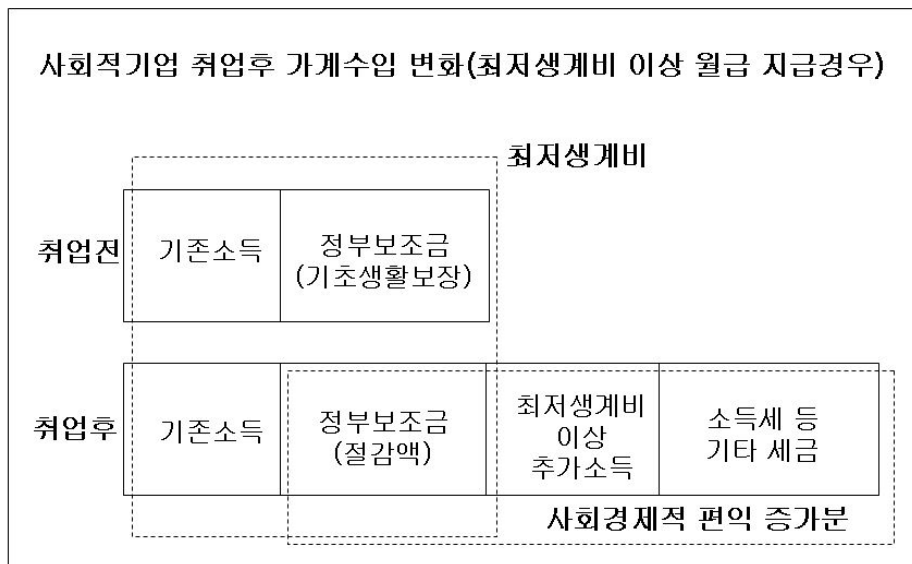 사회적기업 취업후 가계수입 변화(최저생계비 이상 월급 지급경우)
최저생계비
취업전
기존소득
정부보조금
(기초생활보장)
취업후
기존소득
정부보조금
(절감액)
최저생계비
이상
추가소득
소득세 등
기타 세금
사회경제적 편익 증가분